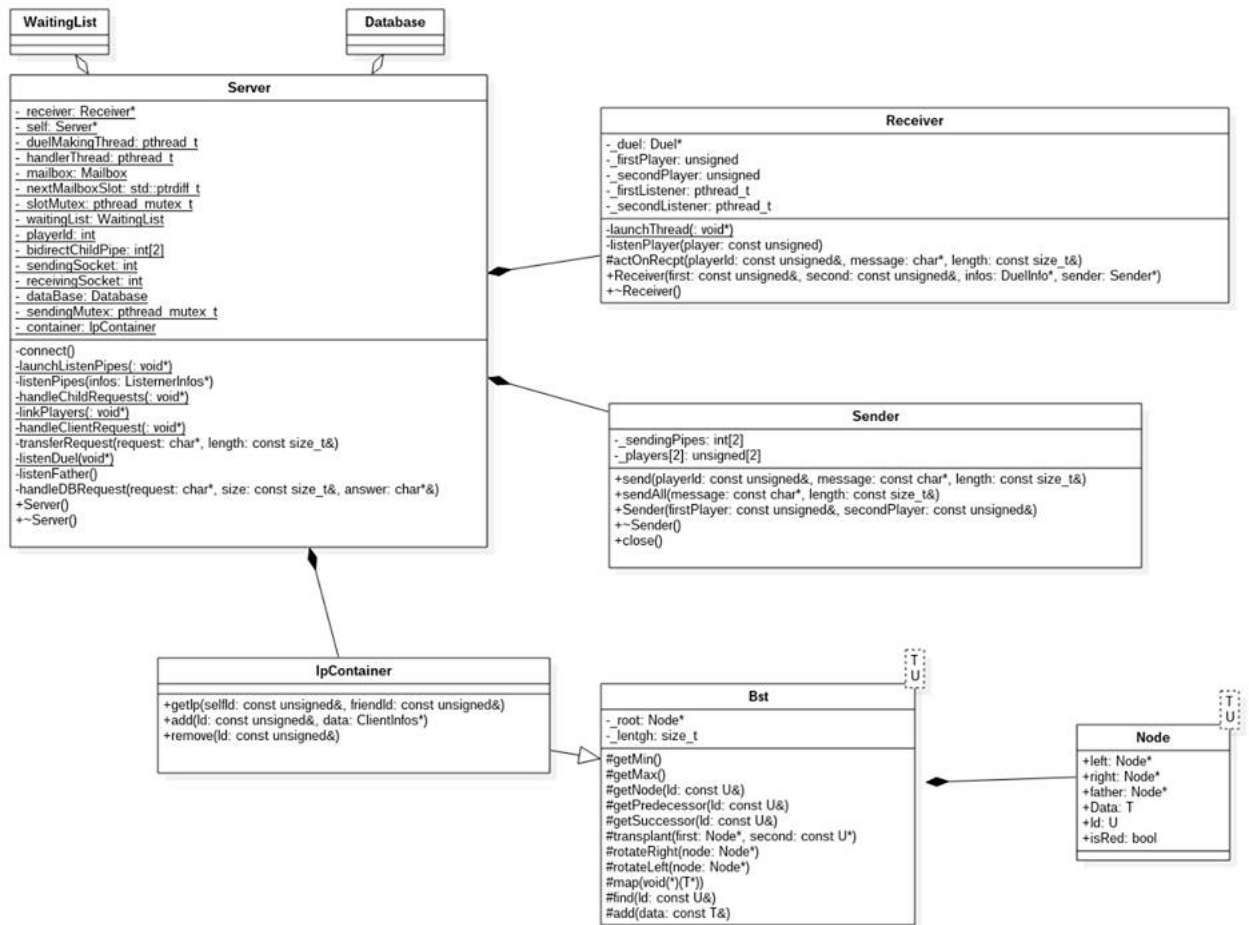 WaitingList
Database
Server
- receiver: Receiver*
- self: Server*
- duelMakingThread: pthread_t
- handlerThread: pthread_t
- mailbox: Mailbox
- nextMailboxSlot: std::ptrdiff_t
- slotMutex: pthread_mutex_t
- waitingList: WaitingList
- playerId: int
- bidirectChildPipe: int[2]
- sendingSocket: int
- receivingSocket: int
- dataBase: Database
- sendingMutex: pthread_mutex_t
- container: IpContainer
-connect()
-launchListenPipes(: void*)
-listenPipes(infos: ListernerInfos*)
-handleChildRequests(: void*)
-linkPlayers(: void*)
-handleClientRequest(: void*)
-transferRequest(request: char*, length: const size_t&)
-listenDuel(void*)
-listenFather()
-handleDBRequest(request: char*, size: const size_t&, answer: char*&)
+Server()
+~Server()
Receiver
-_duel: Duel*
-_firstPlayer: unsigned
-_secondPlayer: unsigned
-_firstListener: pthread_t
-_secondListener: pthread_t
-launchThread(: void*)
-listenPlayer(player: const unsigned)
#actOnRecpt(playerId: const unsigned&, message: char*, length: const size_t&)
+Receiver(first: const unsigned&, second: const unsigned&, infos: DuelInfo*, sender: Sender*)
+~Receiver()
Sender
-_sendingPipes: int[2]
-_players[2]: unsigned[2]
+send(playerId: const unsigned&, message: const char*, length: const size_t&)
+sendAll(message: const char*, length: const size_t&)
+Sender(firstPlayer: const unsigned&, secondPlayer: const unsigned&)
+~Sender()
+close()
IpContainer
+getIp(selfId: const unsigned&, friendId: const unsigned&)
+add(Id: const unsigned&, data: ClientInfos*)
+remove(Id: const unsigned&)
T
U
Bst
-_root: Node*
-_lentgh: size_t
#getMin()
#getMax()
#getNode(Id: const U&)
#getPredecessor(Id: const U&)
#getSuccessor(Id: const U&)
#transplant(first: Node*, second: const U*)
#rotateRight(node: Node*)
#rotateLeft(node: Node*)
#map(void(*)(T*))
#find(Id: const U&)
#add(data: const T&)
T
U
Node
+left: Node*
+right: Node*
+father: Node*
+Data: T
+Id: U
+isRed: bool